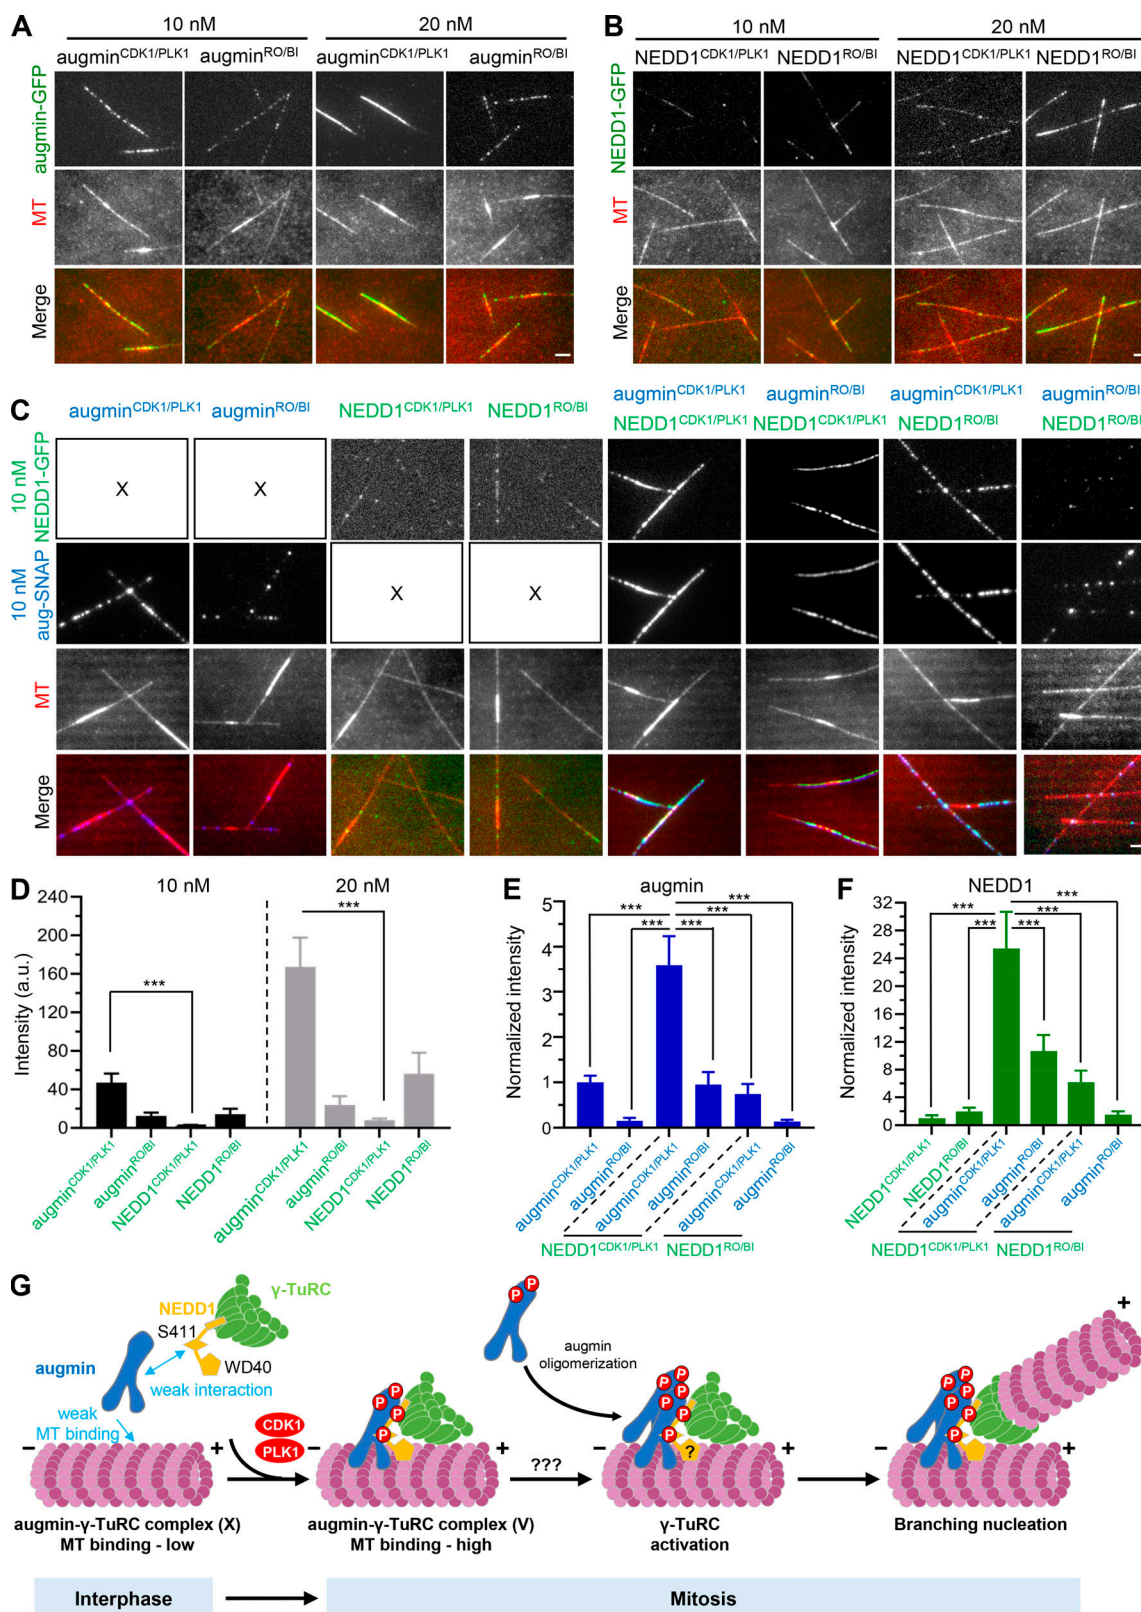 A
10 nM
20 nM
augmin^CDK1/PLK1
augmin^RO/BI
augmin^CDK1/PLK1
augmin^RO/BI
augmin-GFP
MT
Merge
B
10 nM
20 nM
NEDD1^CDK1/PLK1
NEDD1^RO/BI
NEDD1^CDK1/PLK1
NEDD1^RO/BI
NEDD1-GFP
MT
Merge
C
augmin^CDK1/PLK1
augmin^RO/BI
NEDD1^CDK1/PLK1
NEDD1^RO/BI
augmin^CDK1/PLK1
NEDD1^CDK1/PLK1
augmin^RO/BI
NEDD1^CDK1/PLK1
augmin^CDK1/PLK1
NEDD1^RO/BI
augmin^RO/BI
NEDD1^RO/BI
10 nM
NEDD1-GFP
X
X
10 nM
aug-SNAP
X
X
MT
Merge
D
10 nM
20 nM
Intensity (a.u.)
240
200
160
120
80
40
0
***
***
augmin^CDK1/PLK1
augmin^RO/BI
NEDD1^CDK1/PLK1
NEDD1^RO/BI
augmin^CDK1/PLK1
augmin^RO/BI
NEDD1^CDK1/PLK1
NEDD1^RO/BI
E
augmin
Normalized intensity
5
4
3
2
1
0
***
***
***
***
***
augmin^CDK1/PLK1
augmin^RO/BI
augmin^CDK1/PLK1
augmin^RO/BI
augmin^CDK1/PLK1
augmin^RO/BI
NEDD1^CDK1/PLK1
NEDD1^RO/BI
F
NEDD1
Normalized intensity
32
28
24
20
16
12
8
4
0
***
***
***
***
***
NEDD1^CDK1/PLK1
NEDD1^RO/BI
augmin^CDK1/PLK1
augmin^RO/BI
augmin^CDK1/PLK1
augmin^RO/BI
NEDD1^CDK1/PLK1
NEDD1^RO/BI
G
γ-TuRC
NEDD1
S411
WD40
augmin
weak interaction
weak
MT binding
−
+
CDK1
PLK1
augmin-γ-TuRC complex (X)
MT binding - low
P
P
P
P
P
−
+
augmin-γ-TuRC complex (V)
MT binding - high
P
P
augmin
oligomerization
???
P
P
P
P
P
P
P
?
−
+
γ-TuRC
activation
P
P
P
P
P
P
P
+
−
+
Branching nucleation
Interphase
Mitosis